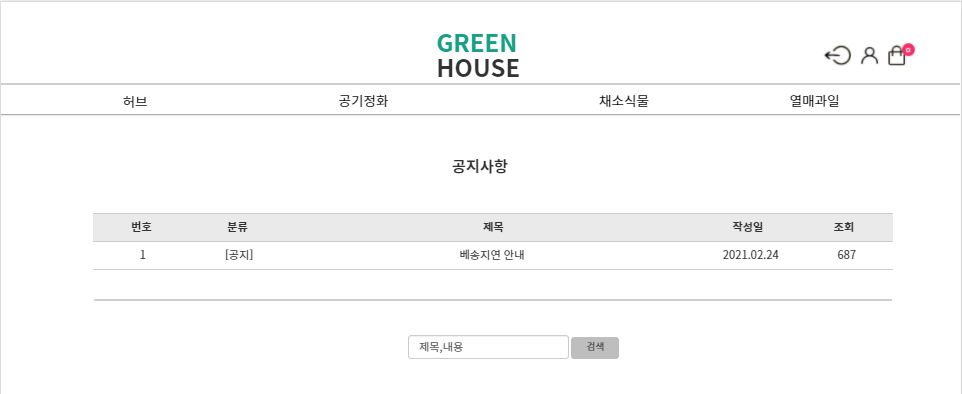 GREEN
HOUSE
0
허브 공기정화 채소식물 열매과일
공지사항
번호 분류 제목 작성일 조회
1 [공지] 베송지연 안내 2021.02.24 687
제목,내용 검색